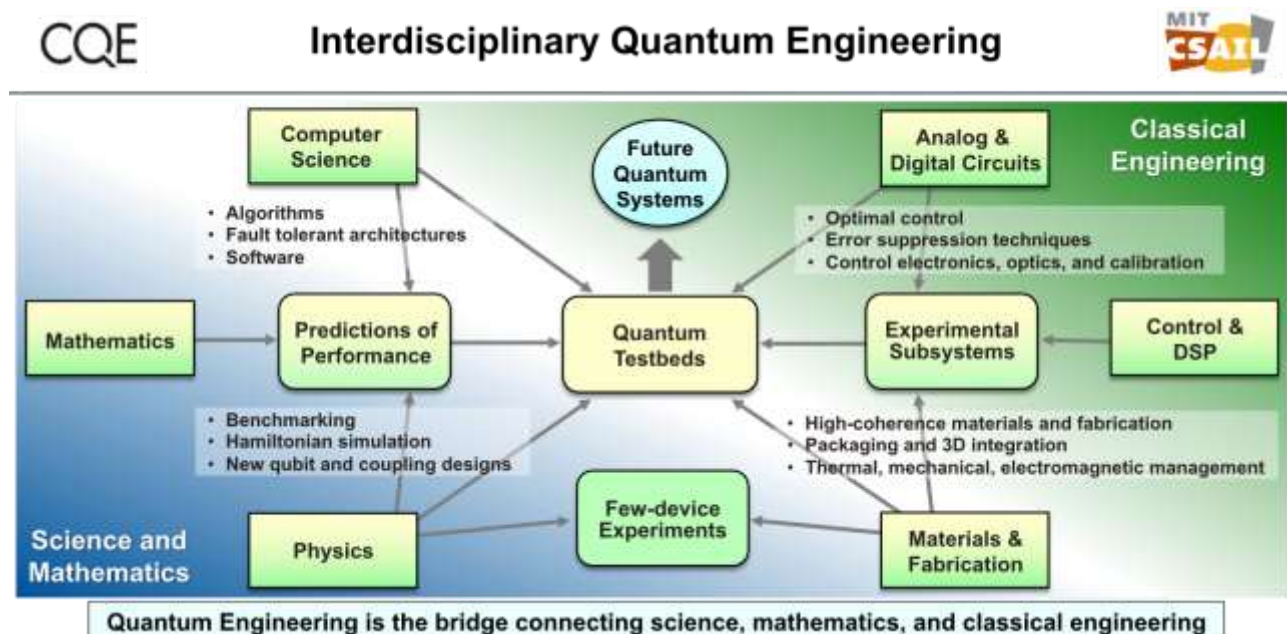 CQE
Interdisciplinary Quantum Engineering
MIT
CSAIL
Computer
Science
Future
Quantum
Systems
Analog &
Digital Circuits
Classical
Engineering
• Algorithms
• Fault tolerant architectures
• Software
• Optimal control
• Error suppression techniques
• Control electronics, optics, and calibration
Mathematics
Predictions of
Performance
Quantum
Testbeds
Experimental
Subsystems
Control &
DSP
• Benchmarking
• Hamiltonian simulation
• New qubit and coupling designs
• High-coherence materials and fabrication
• Packaging and 3D integration
• Thermal, mechanical, electromagnetic management
Science and
Mathematics
Physics
Few-device
Experiments
Materials &
Fabrication
Quantum Engineering is the bridge connecting science, mathematics, and classical engineering